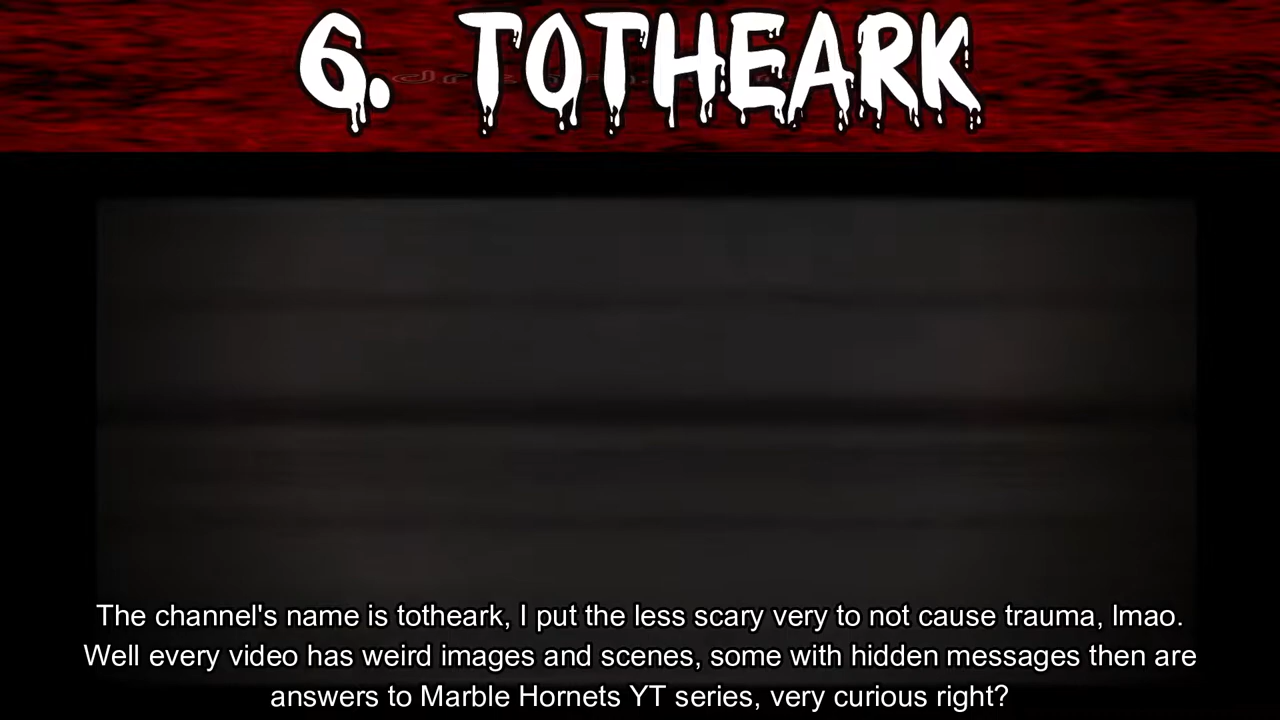 6. TOTHEARK
The channel's name is totheark, I put the less scary very to not cause trauma, lmao.
Well every video has weird images and scenes, some with hidden messages then are
answers to Marble Hornets YT series, very curious right?